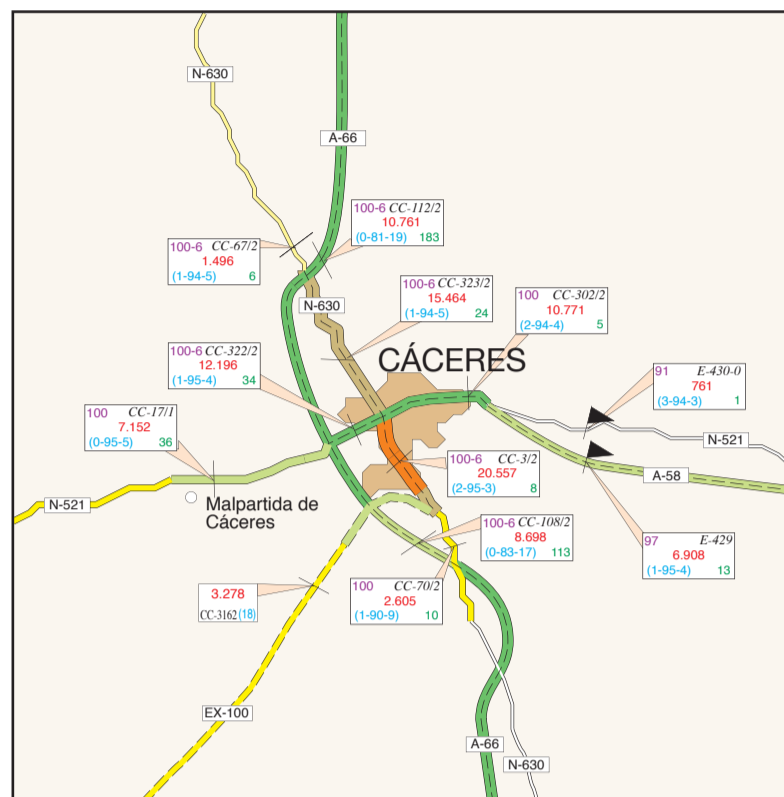 N-630
A-66
100-6 CC-112/2
10.761
(0-81-19) 183
100-6 CC-67/2
1.496
(1-94-5) 6
100-6 CC-323/2
15.464
(1-94-5) 24
100 CC-302/2
10.771
(2-94-4) 5
N-630
100-6 CC-322/2
12.196
(1-95-4) 34
CÁCERES
91 E-430-0
761
(3-94-3) 1
100 CC-17/1
7.152
(0-95-5) 36
N-521
100-6 CC-3/2
20.557
(2-95-3) 8
A-58
N-521
Malpartida de
Cáceres
100-6 CC-108/2
8.698
(0-83-17) 113
97 E-429
6.908
(1-95-4) 13
100 CC-70/2
2.605
(1-90-9) 10
3.278
CC-3162 (18)
EX-100
A-66
N-630